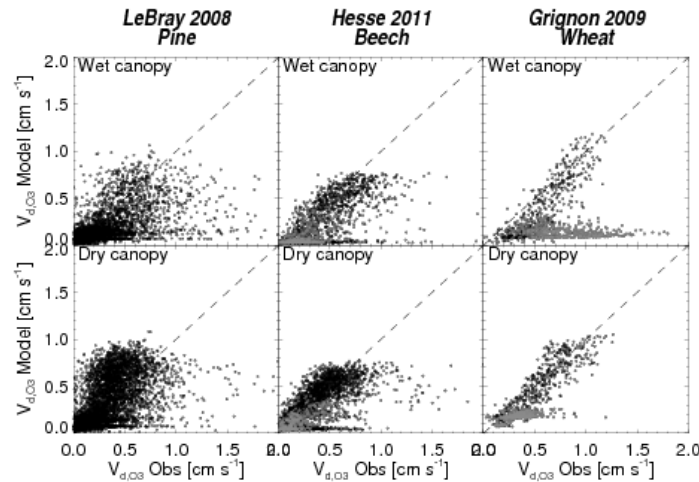 LeBray 2008 Hesse 2011 Grignon 2009
Pine Beech Wheat
Wet canopy Wet canopy Wet canopy
2.0
1.5
1.0
0.5
0.0
V_d,O3 Model [cm s⁻¹]
Dry canopy Dry canopy Dry canopy
2.0
1.5
1.0
0.5
0.0
V_d,O3 Model [cm s⁻¹]
0.0 0.5 1.0 1.5 2.0 0.0 0.5 1.0 1.5 2.0 0.0 0.5 1.0 1.5 2.0
V_d,O3 Obs [cm s⁻¹] V_d,O3 Obs [cm s⁻¹] V_d,O3 Obs [cm s⁻¹]